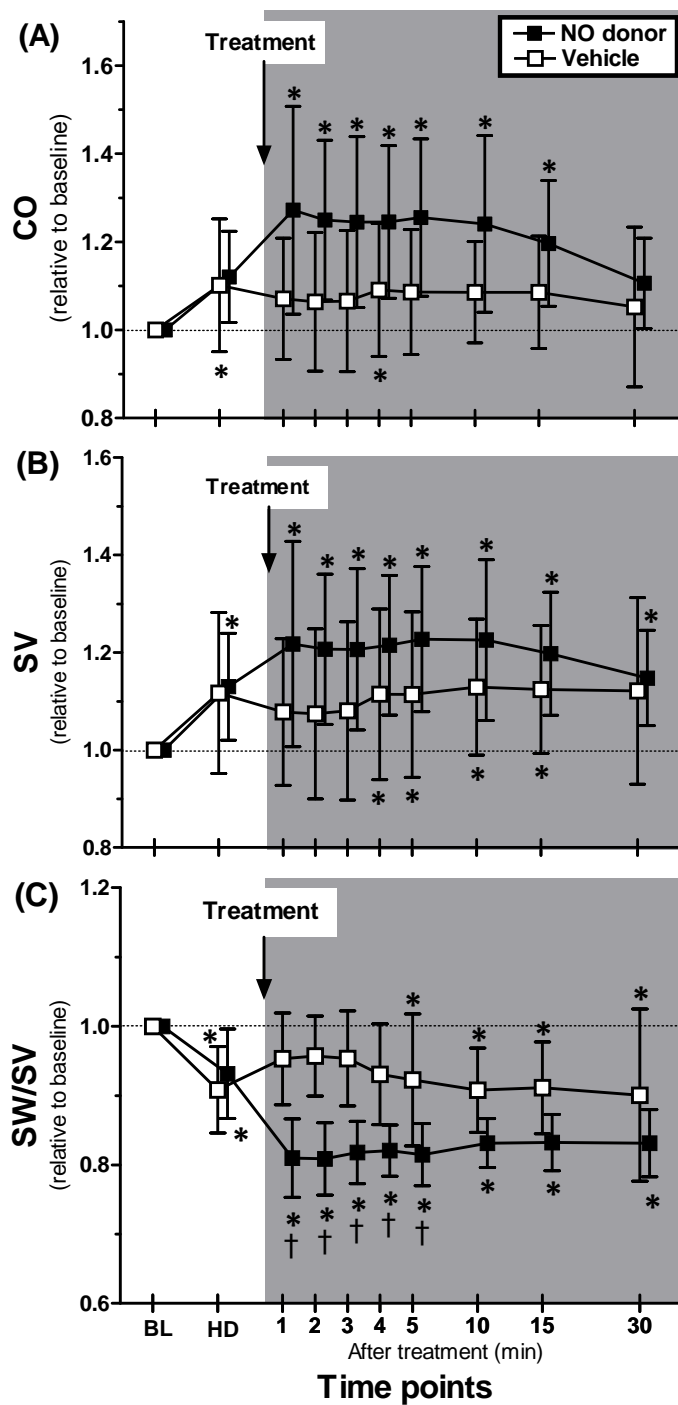 (A)
Treatment
NO donor
Vehicle
1.6
1.4
1.2
1.0
0.8
CO
(relative to baseline)
* * * * * * *
* *
(B)
Treatment
1.6
1.4
1.2
1.0
0.8
SV
(relative to baseline)
* * * * * * * * *
* * * *
(C)
Treatment
1.2
1.0
0.8
0.6
SW/SV
(relative to baseline)
* * * * *
* * * * * * * * *
† † † † †
BL HD 1 2 3 4 5 10 15 30
After treatment (min)
Time points